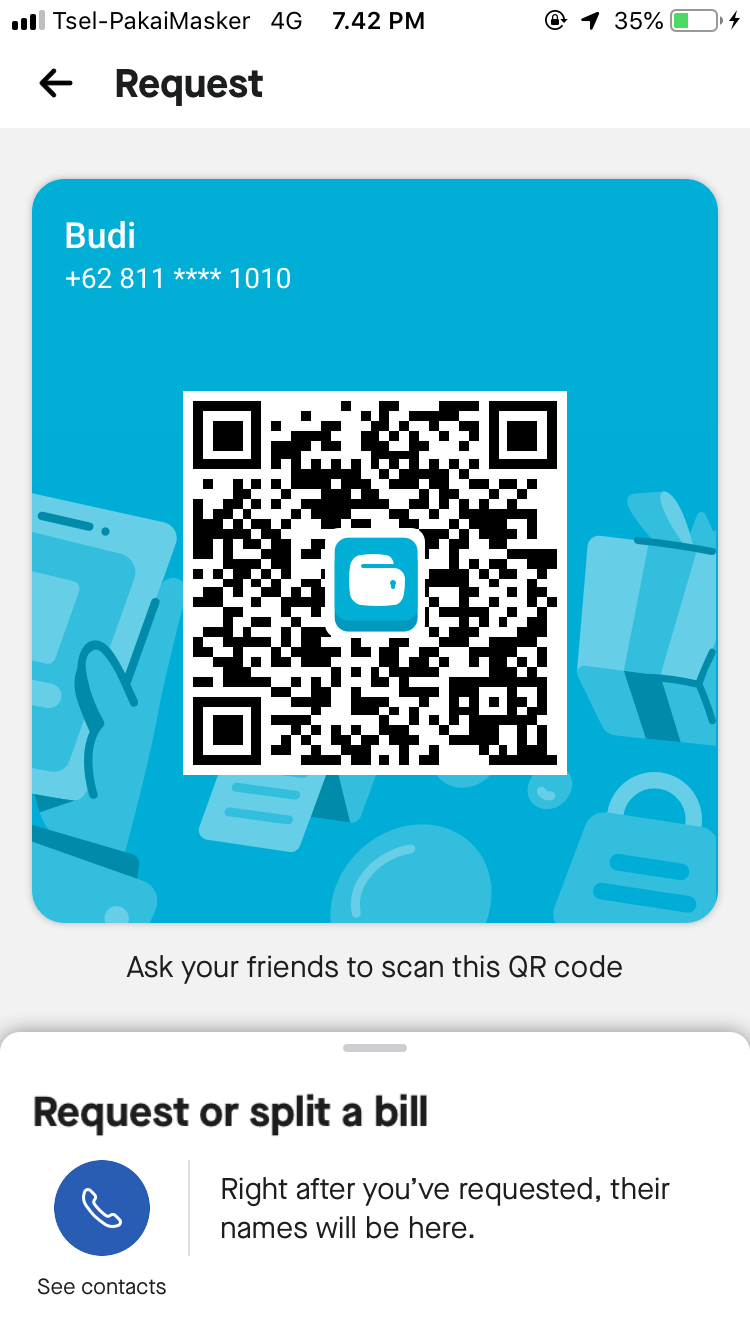 Tsel-PakaiMasker 4G 7.42 PM 35%
Request
Budi
+62 811 **** 1010
Ask your friends to scan this QR code
Request or split a bill
Right after you’ve requested, their
names will be here.
See contacts